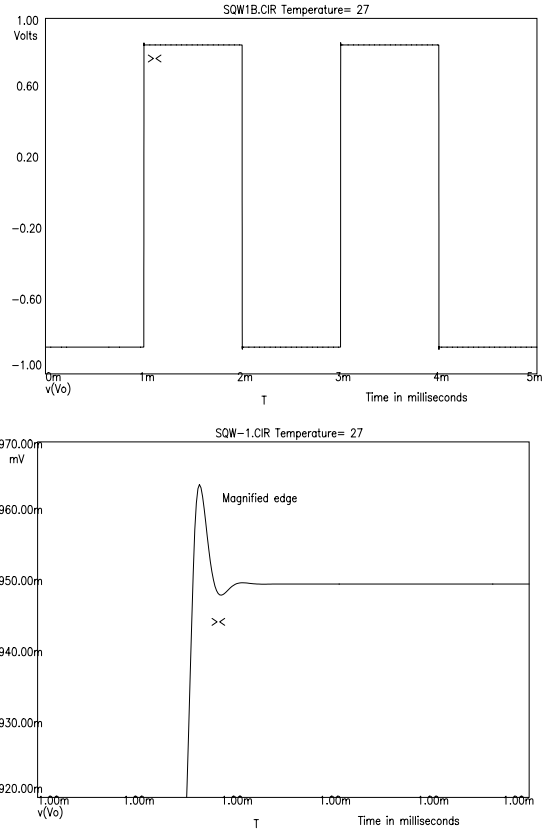 SQW1B.CIR Temperature= 27
1.00
Volts
0.60
0.20
−0.20
−0.60
−1.00
0m 1m 2m 3m 4m 5m
v(Vo)
T
Time in milliseconds
SQW-1.CIR Temperature= 27
970.00m
mV
Magnified edge
960.00m
950.00m
940.00m
930.00m
920.00m
1.00m 1.00m 1.00m 1.00m 1.00m 1.00m
v(Vo)
T
Time in milliseconds